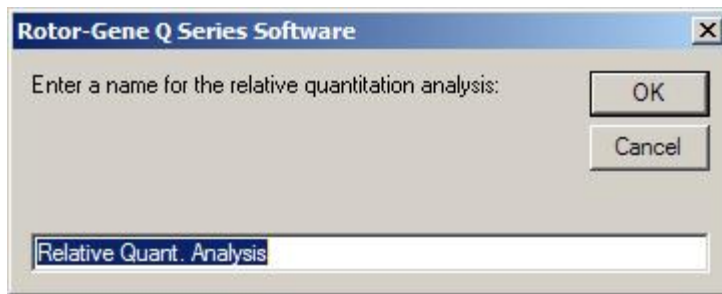 Rotor-Gene Q Series Software
Enter a name for the relative quantitation analysis:
OK
Cancel
Relative Quant. Analysis